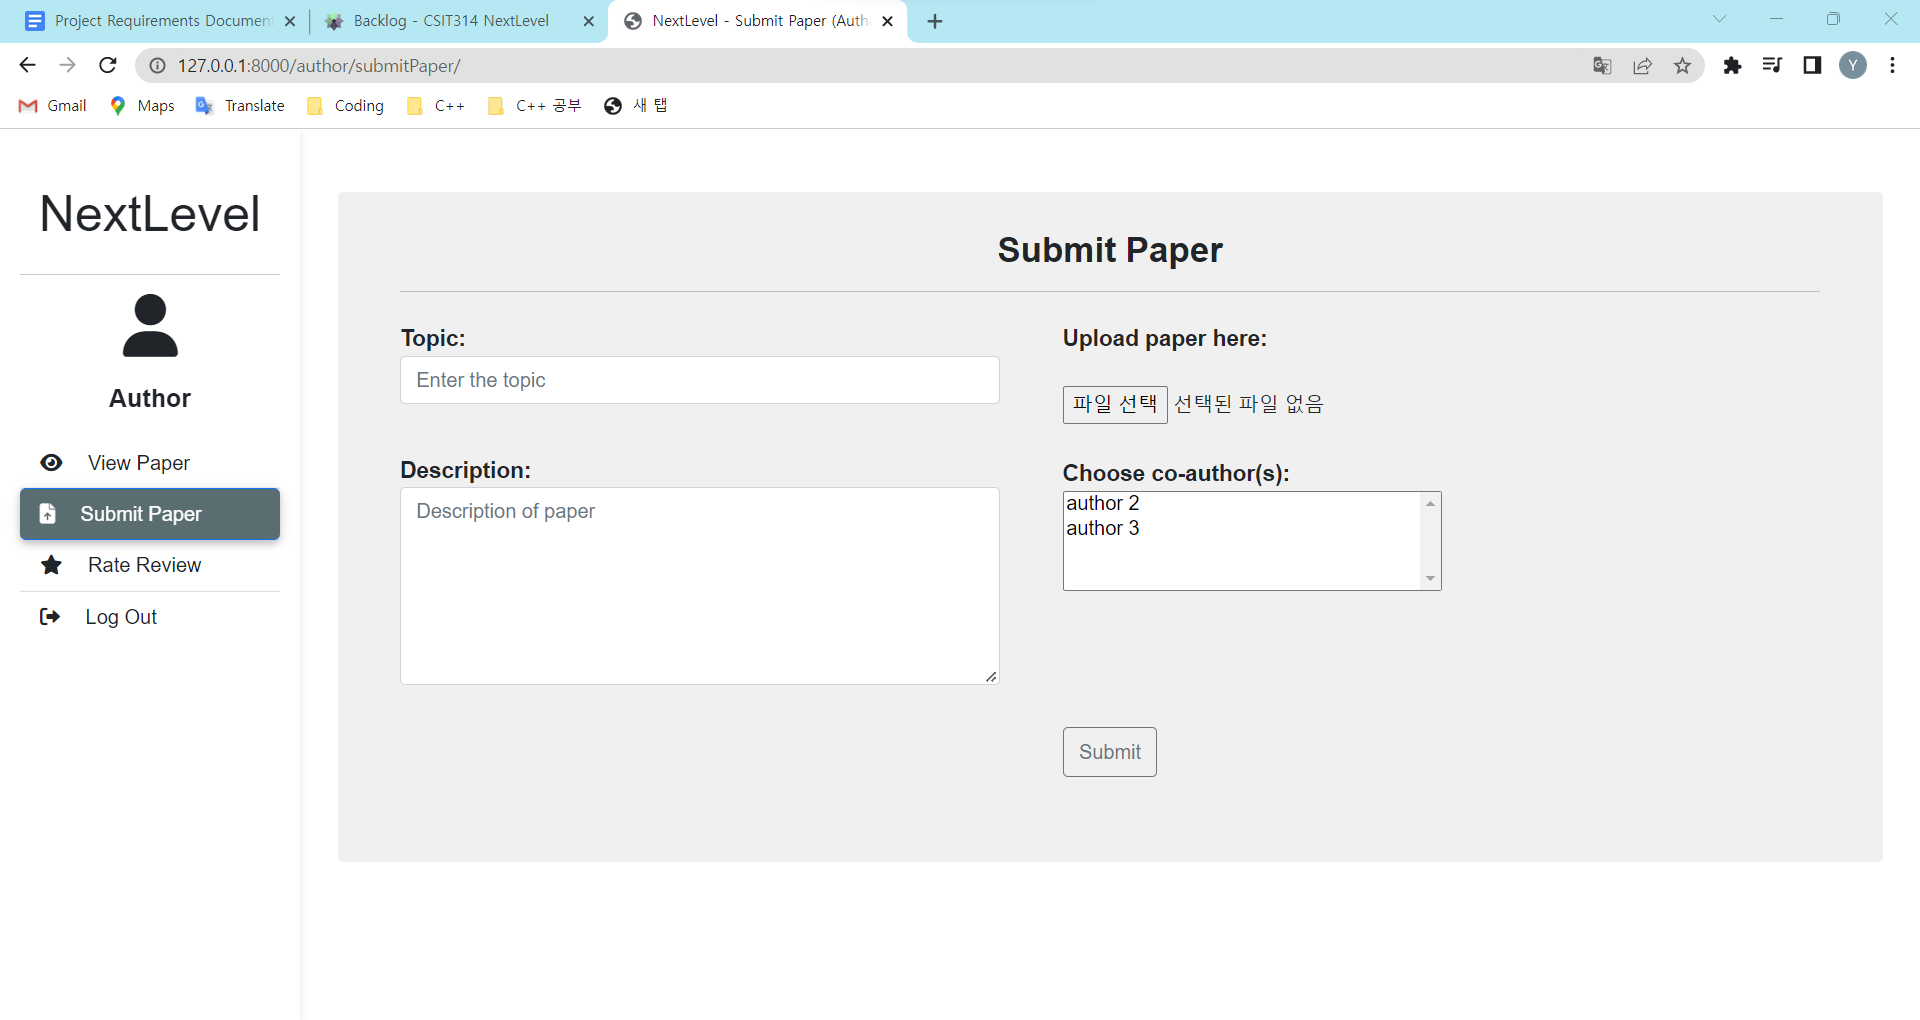 Project Requirements Documen
Backlog - CSIT314 NextLevel
NextLevel - Submit Paper (Auth
127.0.0.1:8000/author/submitPaper/
Y
Gmail
Maps
Translate
Coding
C++
C++ 공부
새 탭
NextLevel
Author
View Paper
Submit Paper
Rate Review
Log Out
Submit Paper
Topic:
Enter the topic
Description:
Description of paper
Upload paper here:
파일 선택 선택된 파일 없음
Choose co-author(s):
author 2
author 3
Submit